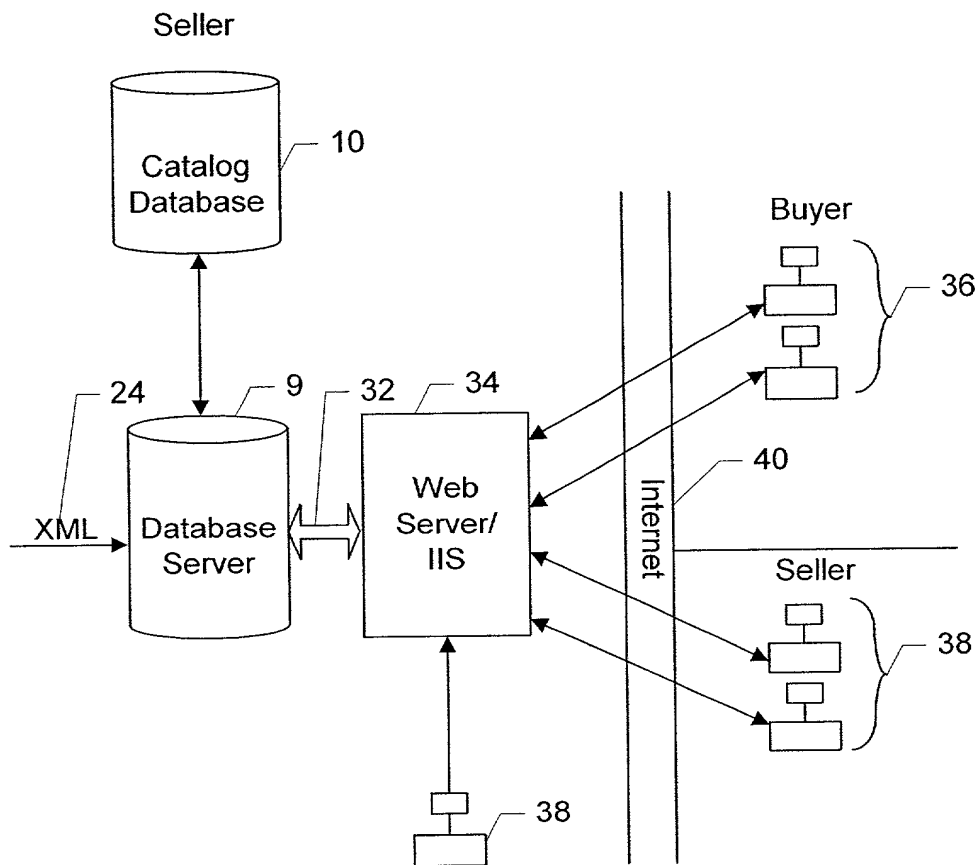 Seller
Catalog
Database
10
Buyer
36
24
9
32
34
XML
Database
Server
Web
Server/
IIS
Internet
40
Seller
38
38